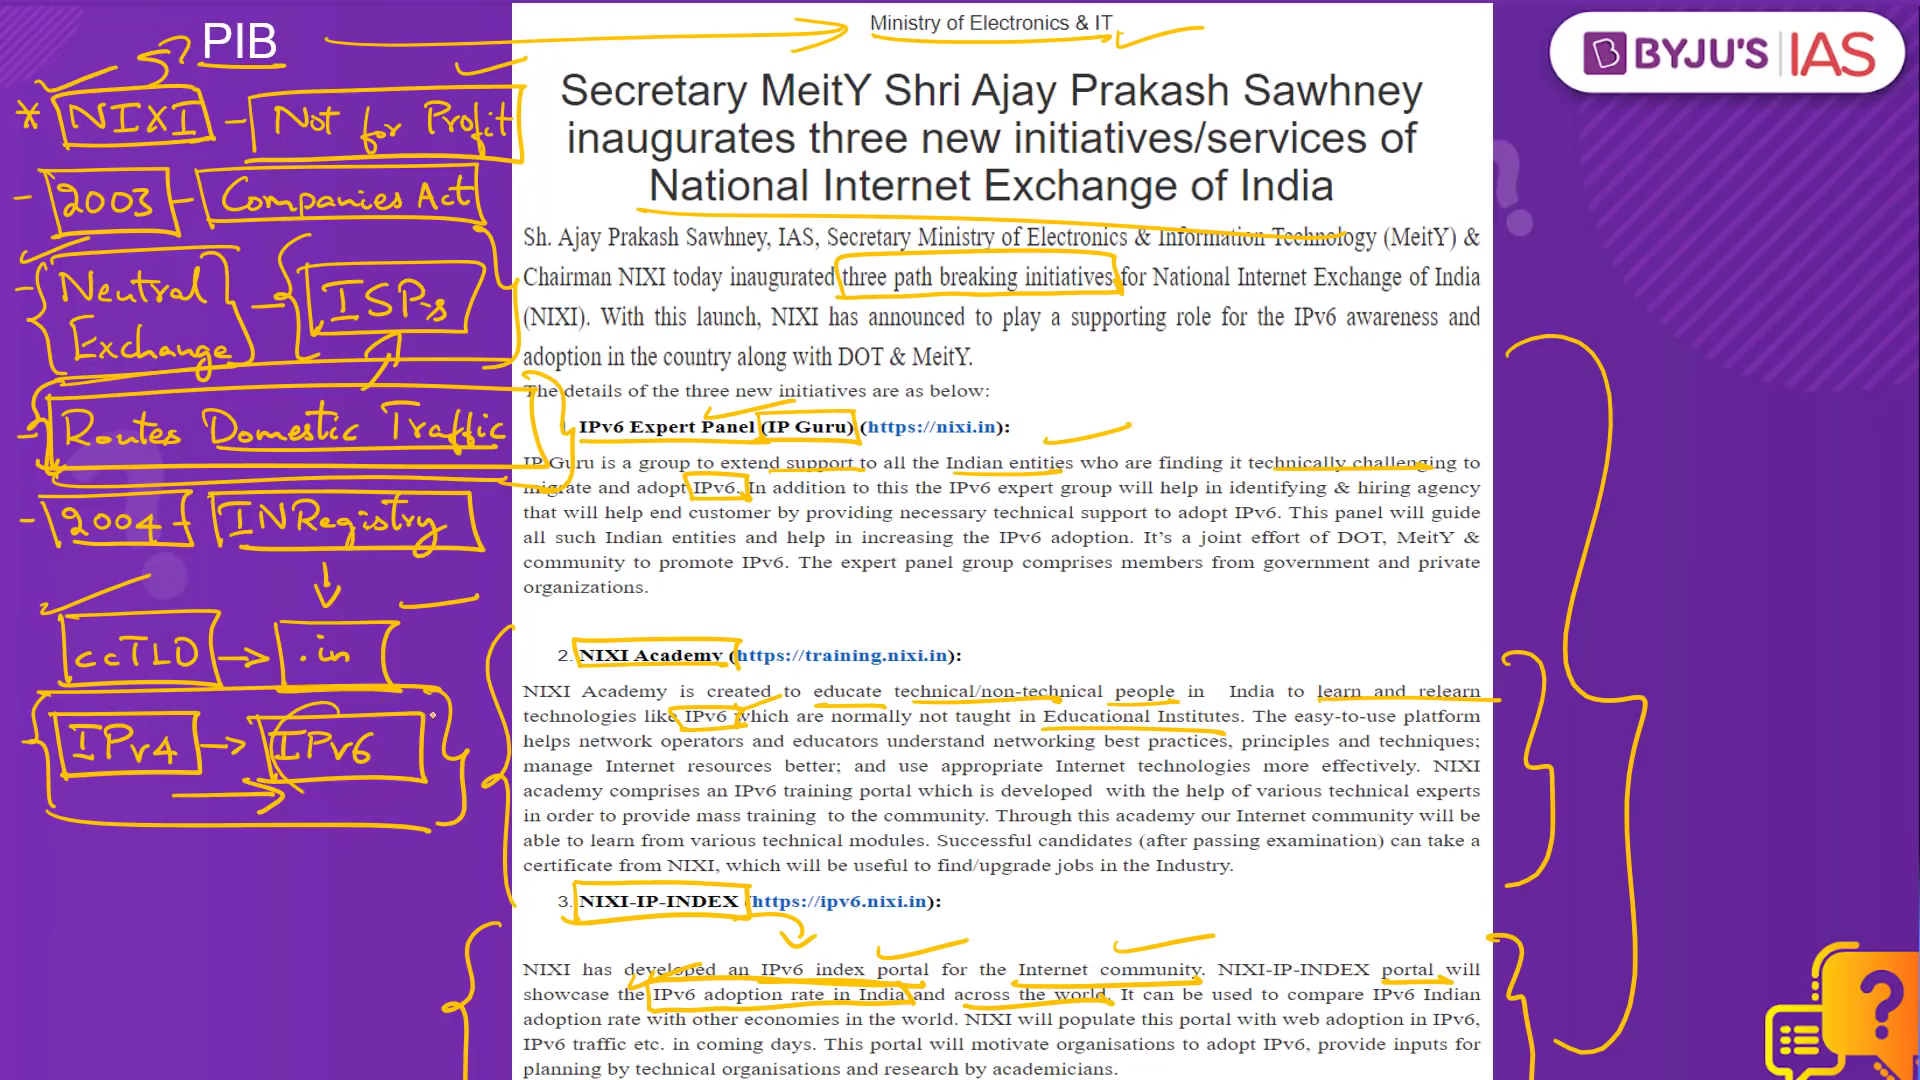 PIB
S?
* NIXI - Not for Profit
- 2003 - Companies Act
- Neutral Exchange - ISP-s
- Routes Domestic Traffic
- 2004 - INRegistry
ccTLD → .in
- IPv4 → IPv6
Ministry of Electronics & IT
BYJU'S IAS
Secretary MeitY Shri Ajay Prakash Sawhney
inaugurates three new initiatives/services of
National Internet Exchange of India
Sh. Ajay Prakash Sawhney, IAS, Secretary Ministry of Electronics & Information Technology (MeitY) &
Chairman NIXI today inaugurated three path breaking initiatives for National Internet Exchange of India
(NIXI). With this launch, NIXI has announced to play a supporting role for the IPv6 awareness and
adoption in the country along with DOT & MeitY.
The details of the three new initiatives are as below:
1. IPv6 Expert Panel (IP Guru) (https://nixi.in):
IP Guru is a group to extend support to all the Indian entities who are finding it technically challenging to
migrate and adopt IPv6. In addition to this the IPv6 expert group will help in identifying & hiring agency
that will help end customer by providing necessary technical support to adopt IPv6. This panel will guide
all such Indian entities and help in increasing the IPv6 adoption. It's a joint effort of DOT, MeitY &
community to promote IPv6. The expert panel group comprises members from government and private
organizations.
2. NIXI Academy (https://training.nixi.in):
NIXI Academy is created to educate technical/non-technical people in India to learn and relearn
technologies like IPv6 which are normally not taught in Educational Institutes. The easy-to-use platform
helps network operators and educators understand networking best practices, principles and techniques;
manage Internet resources better; and use appropriate Internet technologies more effectively. NIXI
academy comprises an IPv6 training portal which is developed with the help of various technical experts
in order to provide mass training to the community. Through this academy our Internet community will be
able to learn from various technical modules. Successful candidates (after passing examination) can take a
certificate from NIXI, which will be useful to find/upgrade jobs in the Industry.
3. NIXI-IP-INDEX (https://ipv6.nixi.in):
NIXI has developed an IPv6 index portal for the Internet community. NIXI-IP-INDEX portal will
showcase the IPv6 adoption rate in India and across the world. It can be used to compare IPv6 Indian
adoption rate with other economies in the world. NIXI will populate this portal with web adoption in IPv6,
IPv6 traffic etc. in coming days. This portal will motivate organisations to adopt IPv6, provide inputs for
planning by technical organisations and research by academicians.